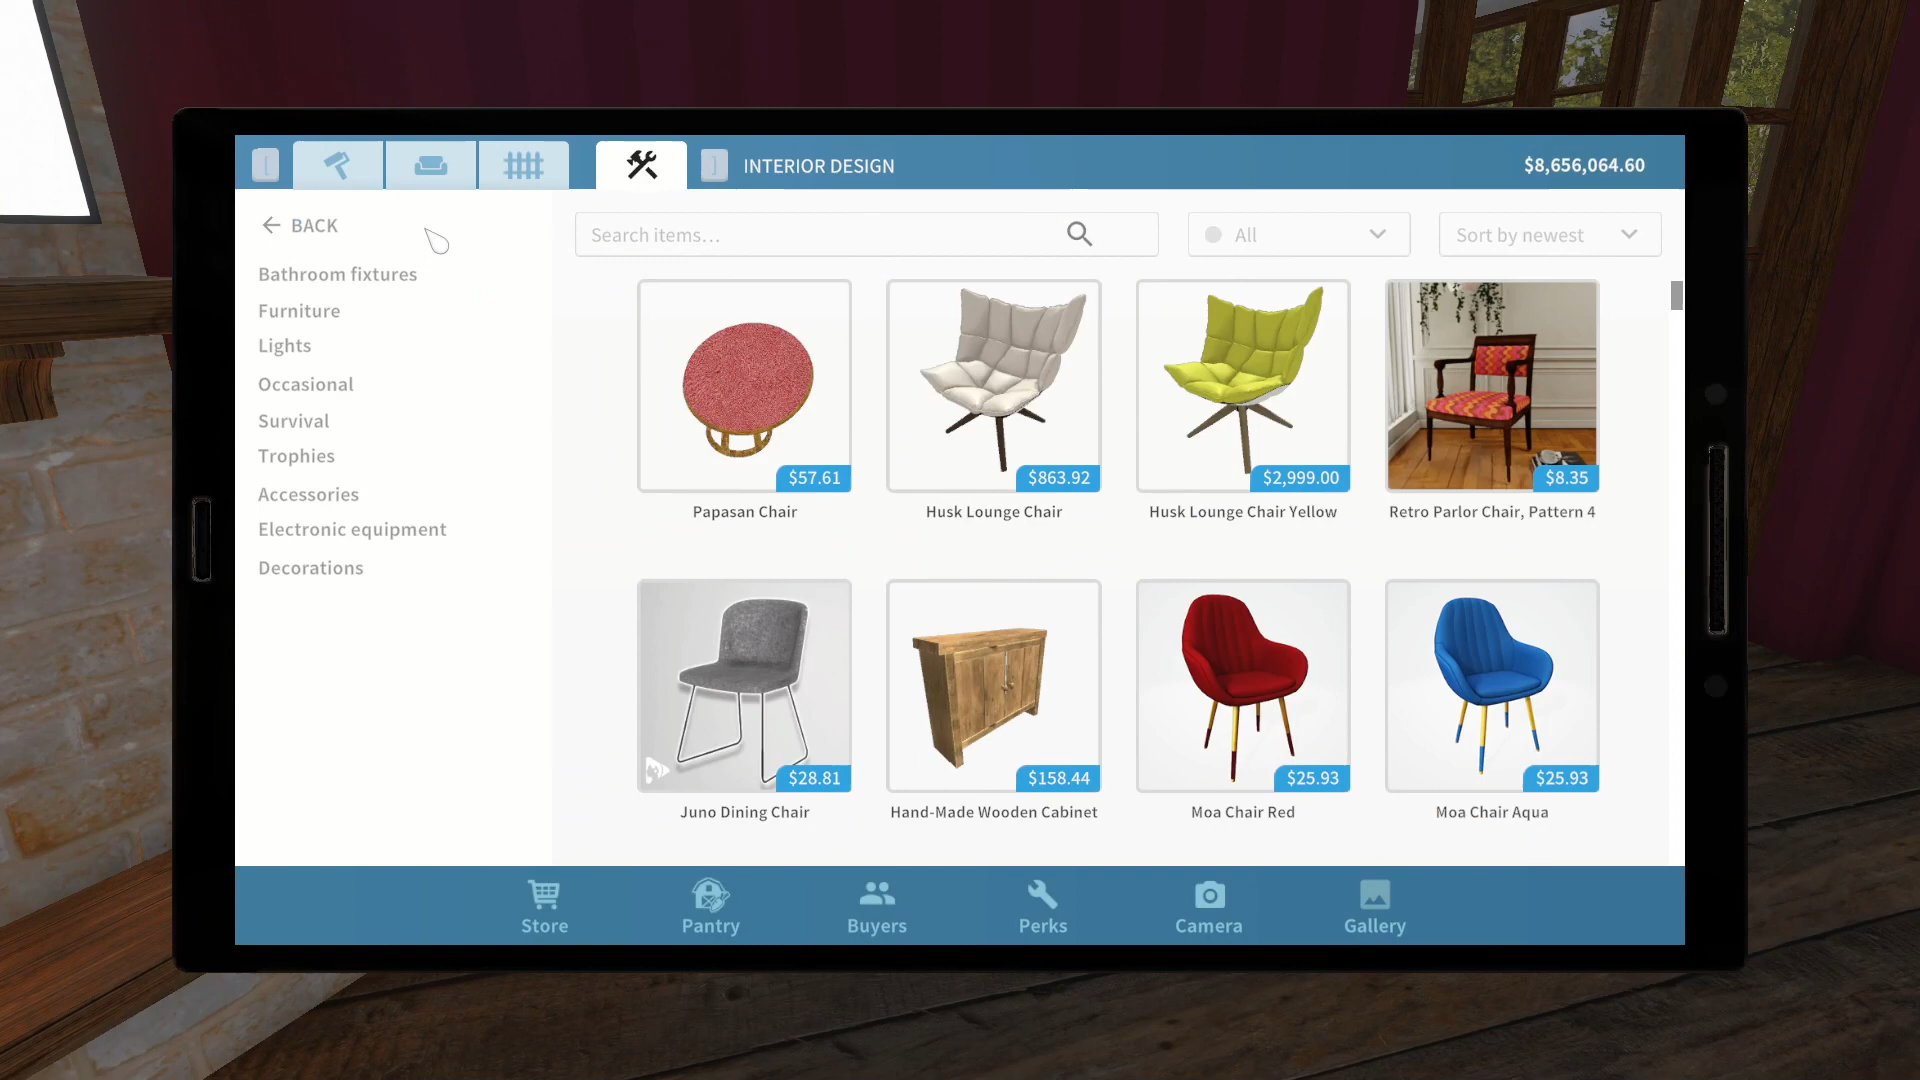 [
]
INTERIOR DESIGN
$8,656,064.60
BACK
Search items...
All
Sort by newest
Bathroom fixtures
Furniture
Lights
Occasional
Survival
Trophies
Accessories
Electronic equipment
Decorations
$57.61
$863.92
$2,999.00
$8.35
Papasan Chair
Husk Lounge Chair
Husk Lounge Chair Yellow
Retro Parlor Chair, Pattern 4
$28.81
$158.44
$25.93
$25.93
Juno Dining Chair
Hand-Made Wooden Cabinet
Moa Chair Red
Moa Chair Aqua
Store
Pantry
Buyers
Perks
Camera
Gallery